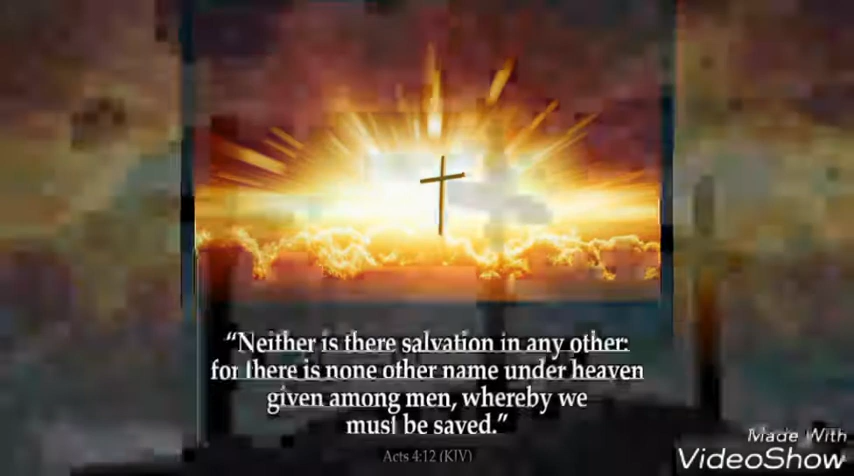 “Neither is there salvation in any other:
for there is none other name under heaven
given among men, whereby we
must be saved.”
Acts 4:12 (KJV)
Made With
VideoShow